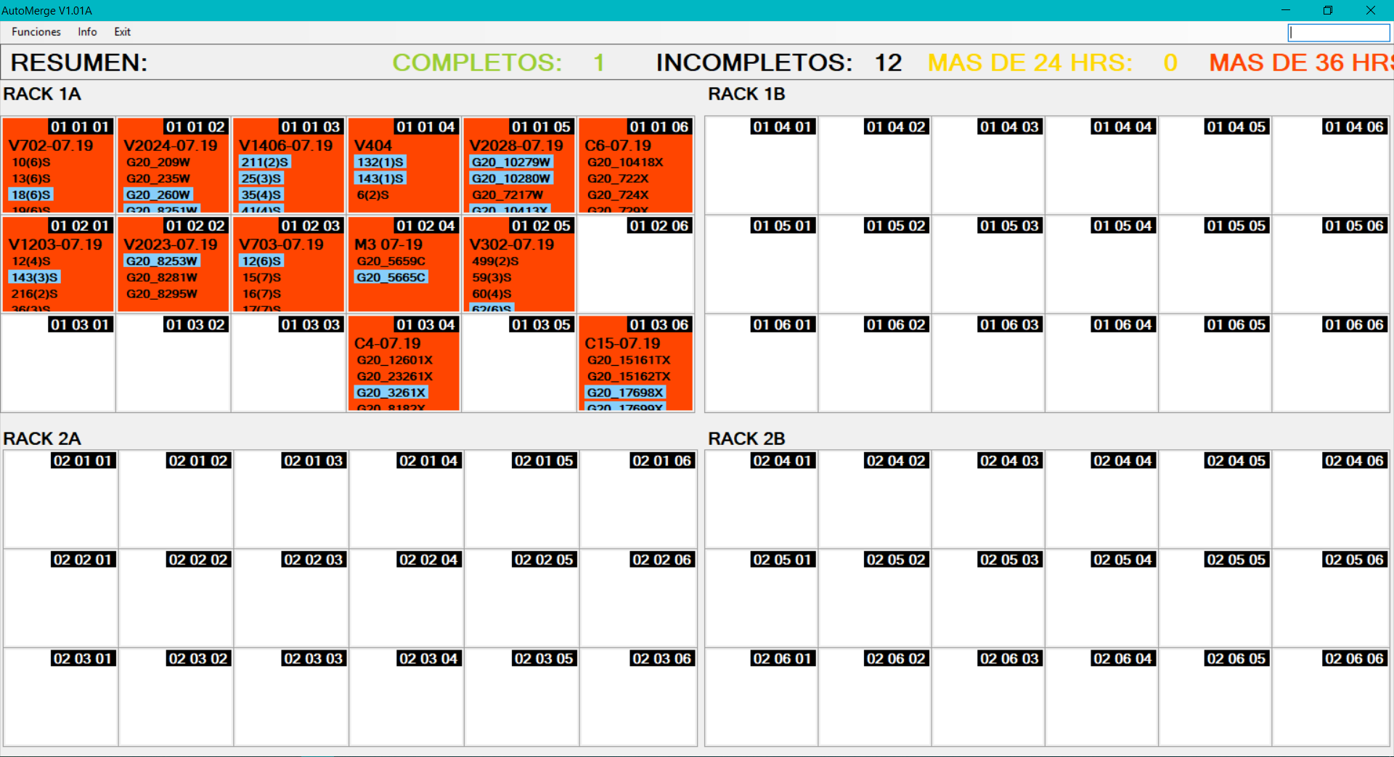 AutoMerge V1.01A
Funciones Info Exit
RESUMEN: COMPLETOS: 1 INCOMPLETOS: 12 MAS DE 24 HRS: 0 MAS DE 36 HRS
RACK 1A
01 01 01
V702-07.19
10(6)S
13(6)S
18(6)S
19(6)S
01 01 02
V2024-07.19
G20_209W
G20_235W
G20_260W
G20_8251W
01 01 03
V1406-07.19
211(2)S
25(3)S
35(4)S
41(4)S
01 01 04
V404
132(1)S
143(1)S
6(2)S
01 01 05
V2028-07.19
G20_10279W
G20_10280W
G20_7217W
G20_10413X
01 01 06
C6-07.19
G20_10418X
G20_722X
G20_724X
G20_729X
01 02 01
V1203-07.19
12(4)S
143(3)S
216(2)S
36(3)S
01 02 02
V2023-07.19
G20_8253W
G20_8281W
G20_8295W
01 02 03
V703-07.19
12(6)S
15(7)S
16(7)S
17(7)S
01 02 04
M3 07-19
G20_5659C
G20_5665C
01 02 05
V302-07.19
499(2)S
59(3)S
60(4)S
62(6)S
01 02 06
01 03 01
01 03 02
01 03 03
01 03 04
C4-07.19
G20_12601X
G20_23261X
G20_3261X
G20_8182X
01 03 05
01 03 06
C15-07.19
G20_15161TX
G20_15162TX
G20_17698X
G20_17699X
RACK 1B
01 04 01 01 04 02 01 04 03 01 04 04 01 04 05 01 04 06
01 05 01 01 05 02 01 05 03 01 05 04 01 05 05 01 05 06
01 06 01 01 06 02 01 06 03 01 06 04 01 06 05 01 06 06
RACK 2A
02 01 01 02 01 02 02 01 03 02 01 04 02 01 05 02 01 06
02 02 01 02 02 02 02 02 03 02 02 04 02 02 05 02 02 06
02 03 01 02 03 02 02 03 03 02 03 04 02 03 05 02 03 06
RACK 2B
02 04 01 02 04 02 02 04 03 02 04 04 02 04 05 02 04 06
02 05 01 02 05 02 02 05 03 02 05 04 02 05 05 02 05 06
02 06 01 02 06 02 02 06 03 02 06 04 02 06 05 02 06 06